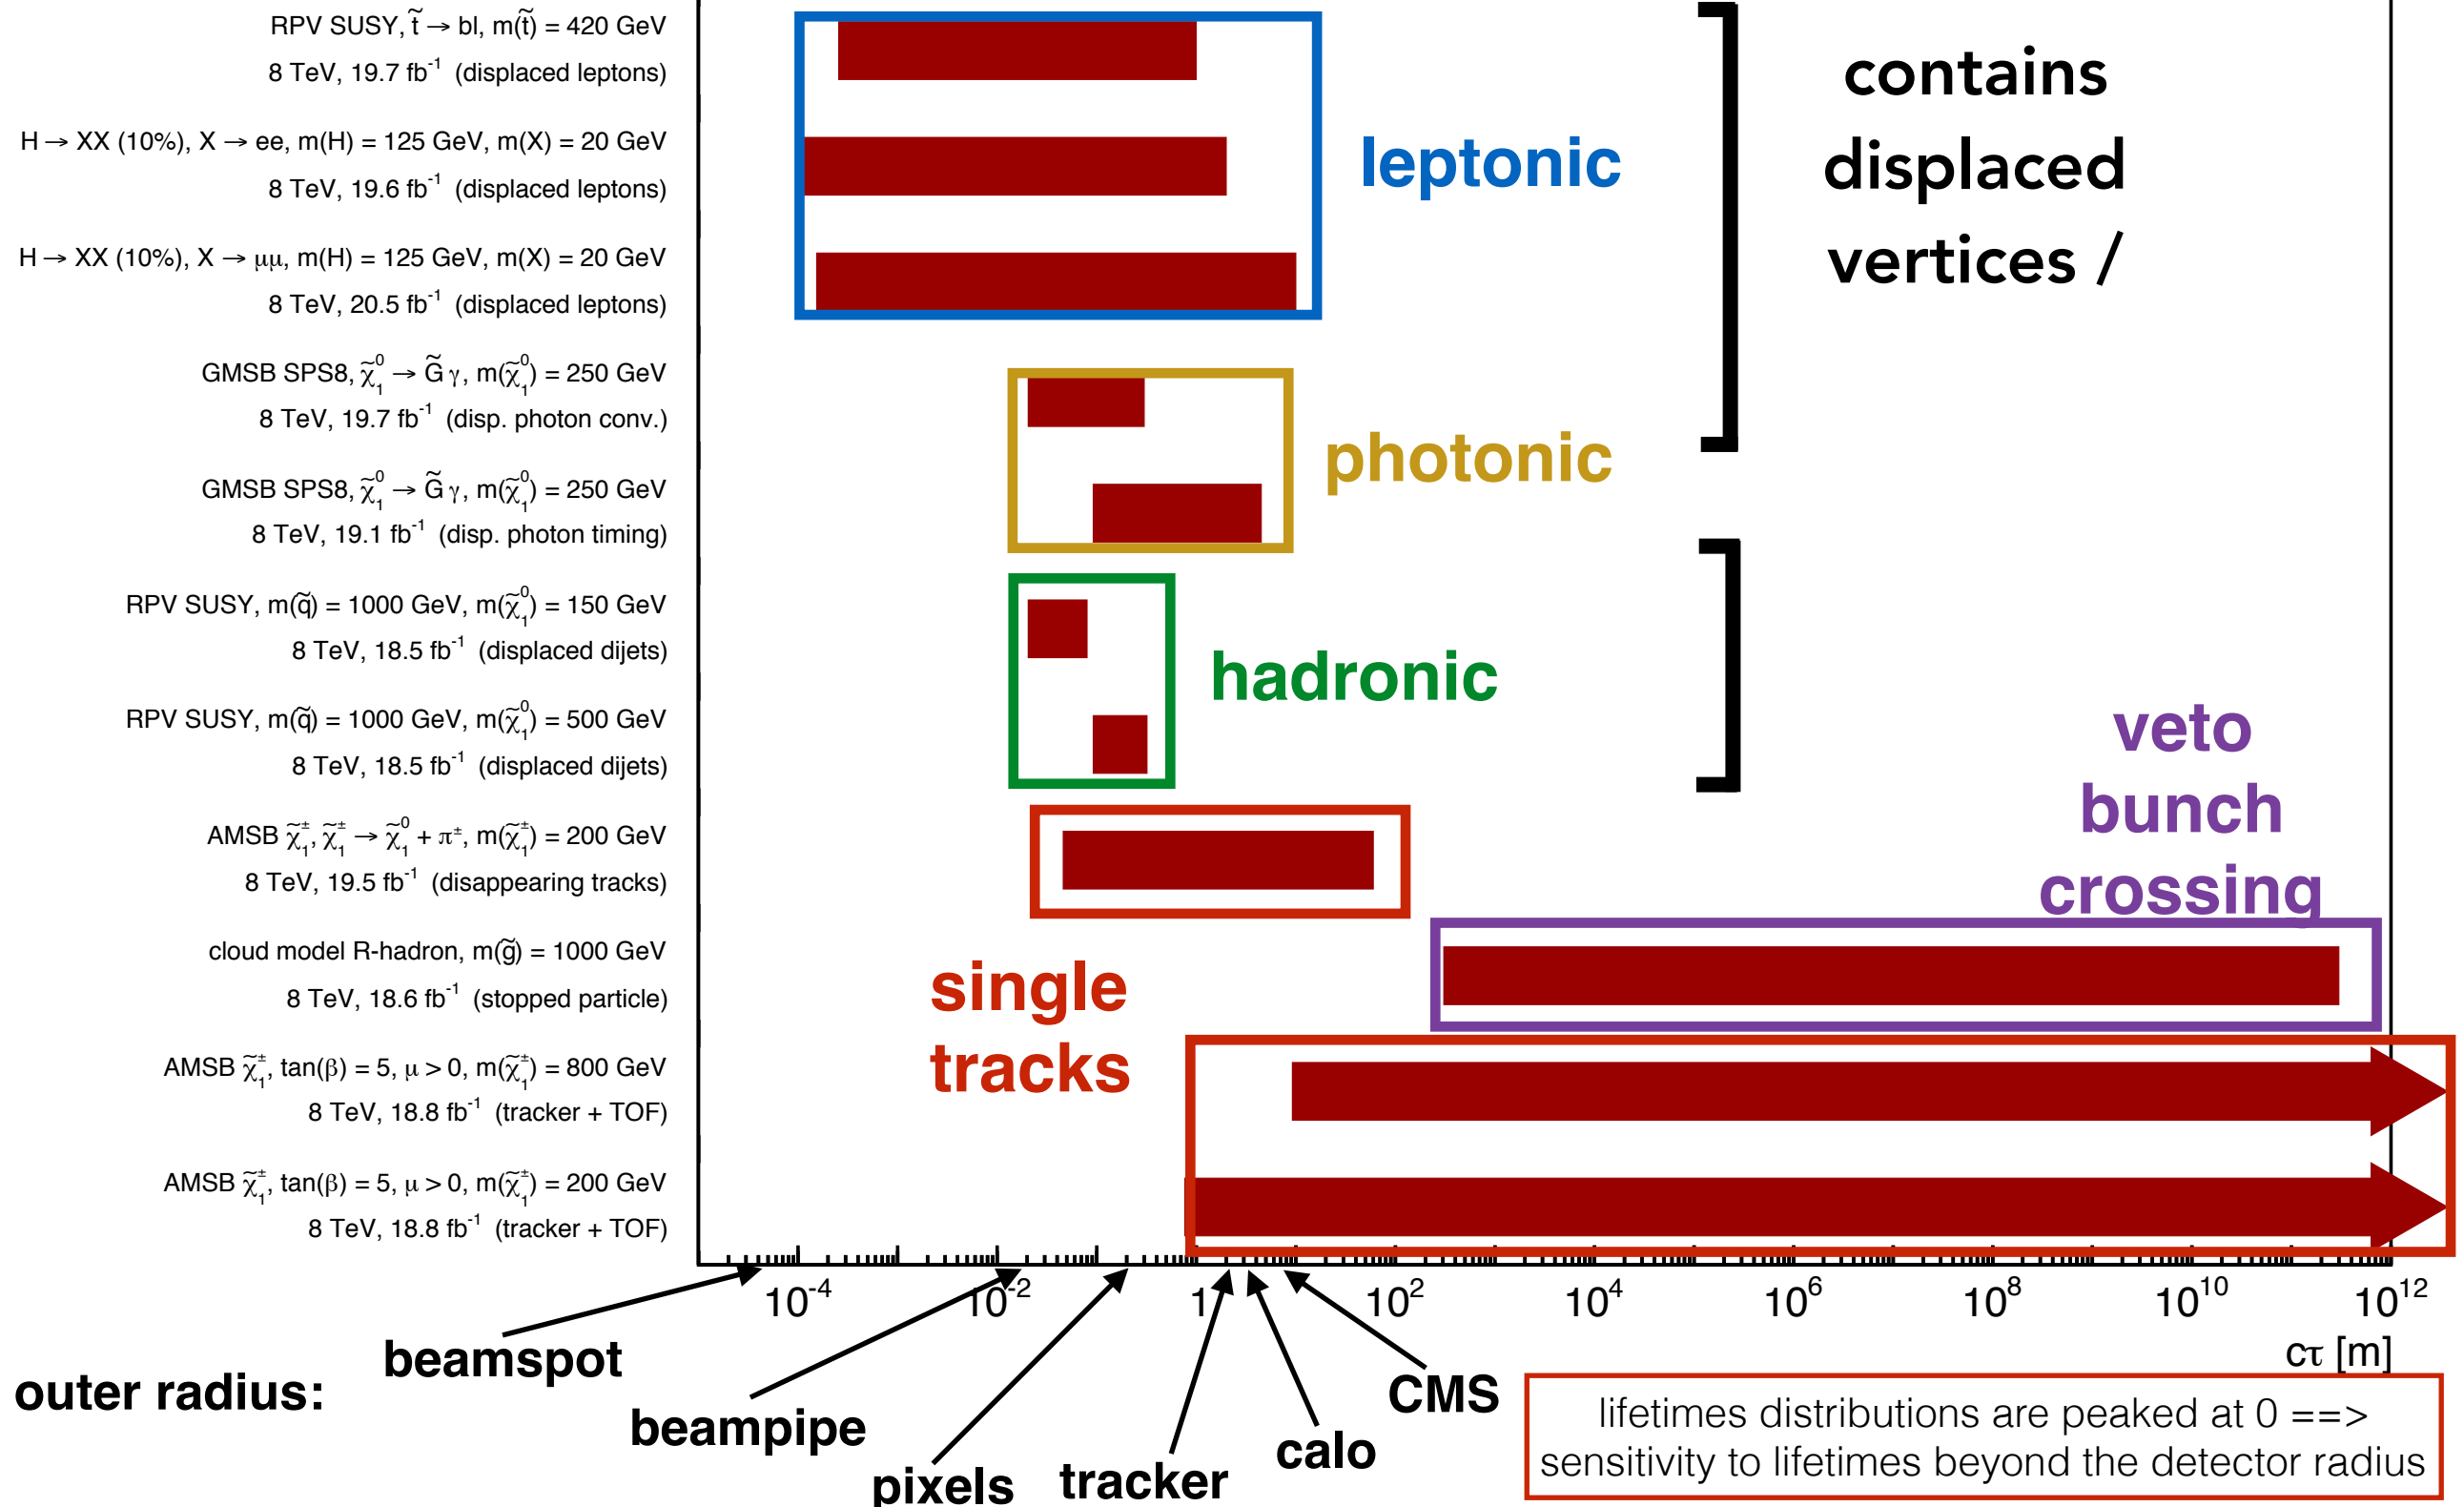 RPV SUSY, t̃ → bl, m(t̃) = 420 GeV
8 TeV, 19.7 fb⁻¹ (displaced leptons)
H → XX (10%), X → ee, m(H) = 125 GeV, m(X) = 20 GeV
8 TeV, 19.6 fb⁻¹ (displaced leptons)
H → XX (10%), X → μμ, m(H) = 125 GeV, m(X) = 20 GeV
8 TeV, 20.5 fb⁻¹ (displaced leptons)
GMSB SPS8, χ̃₁⁰ → G̃ γ, m(χ̃₁⁰) = 250 GeV
8 TeV, 19.7 fb⁻¹ (disp. photon conv.)
GMSB SPS8, χ̃₁⁰ → G̃ γ, m(χ̃₁⁰) = 250 GeV
8 TeV, 19.1 fb⁻¹ (disp. photon timing)
RPV SUSY, m(q̃) = 1000 GeV, m(χ̃₁⁰) = 150 GeV
8 TeV, 18.5 fb⁻¹ (displaced dijets)
RPV SUSY, m(q̃) = 1000 GeV, m(χ̃₁⁰) = 500 GeV
8 TeV, 18.5 fb⁻¹ (displaced dijets)
AMSB χ̃₁±, χ̃₁± → χ̃₁⁰ + π±, m(χ̃₁±) = 200 GeV
8 TeV, 19.5 fb⁻¹ (disappearing tracks)
cloud model R-hadron, m(g̃) = 1000 GeV
8 TeV, 18.6 fb⁻¹ (stopped particle)
AMSB χ̃₁±, tan(β) = 5, μ > 0, m(χ̃₁±) = 800 GeV
8 TeV, 18.8 fb⁻¹ (tracker + TOF)
AMSB χ̃₁±, tan(β) = 5, μ > 0, m(χ̃₁±) = 200 GeV
8 TeV, 18.8 fb⁻¹ (tracker + TOF)
leptonic
photonic
hadronic
single
tracks
contains
displaced
vertices /
veto
bunch
crossing
10⁻⁴ 10⁻² 1 10² 10⁴ 10⁶ 10⁸ 10¹⁰ 10¹²
cτ [m]
outer radius:
beamspot
beampipe
pixels
tracker
calo
CMS
lifetimes distributions are peaked at 0 ==>
sensitivity to lifetimes beyond the detector radius